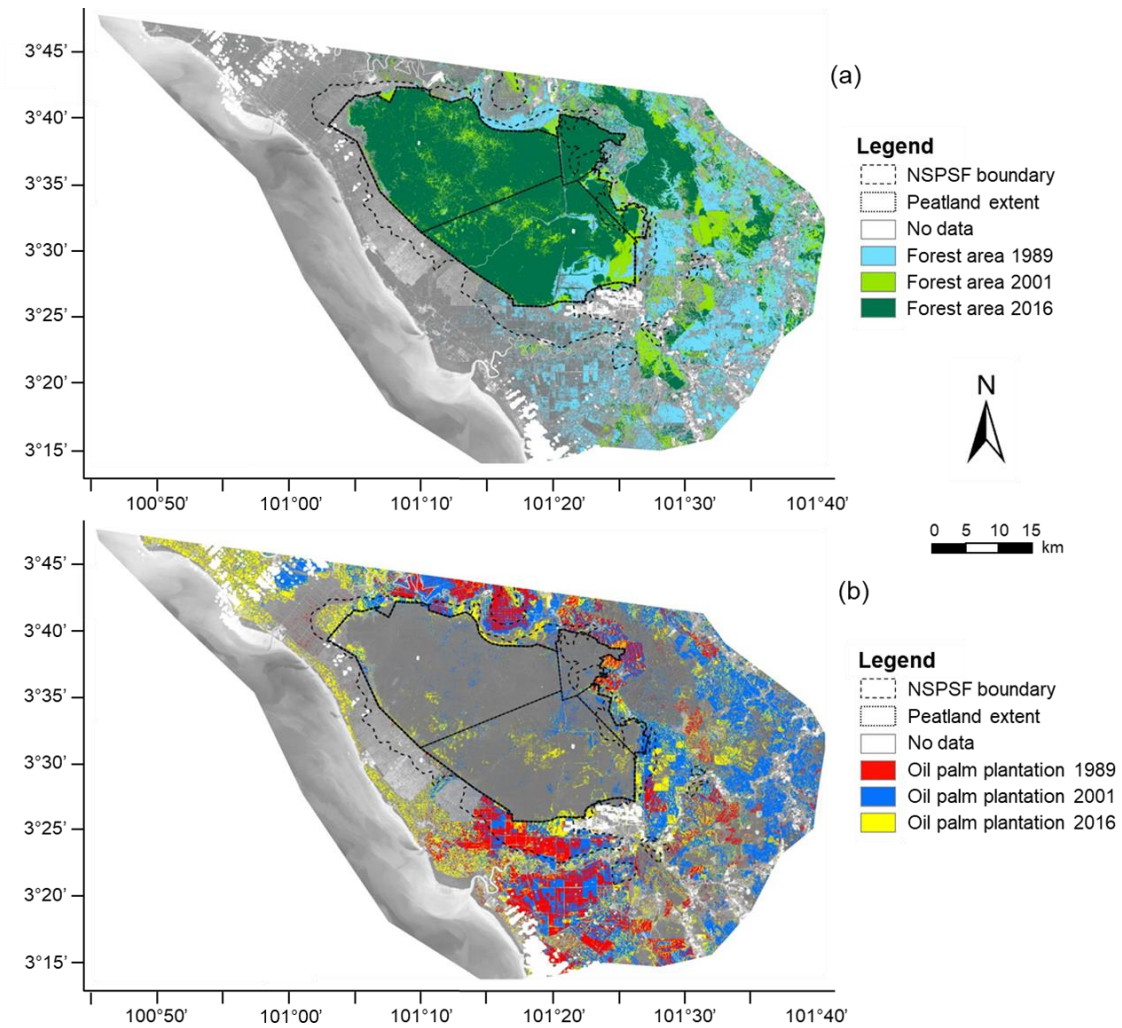 (a)
3°45’
3°40’
3°35’
3°30’
3°25’
3°20’
3°15’
100°50’ 101°00’ 101°10’ 101°20’ 101°30’ 101°40’
Legend
NSPSF boundary
Peatland extent
No data
Forest area 1989
Forest area 2001
Forest area 2016
N
0 5 10 15
km
(b)
3°45’
3°40’
3°35’
3°30’
3°25’
3°20’
3°15’
100°50’ 101°00’ 101°10’ 101°20’ 101°30’ 101°40’
Legend
NSPSF boundary
Peatland extent
No data
Oil palm plantation 1989
Oil palm plantation 2001
Oil palm plantation 2016